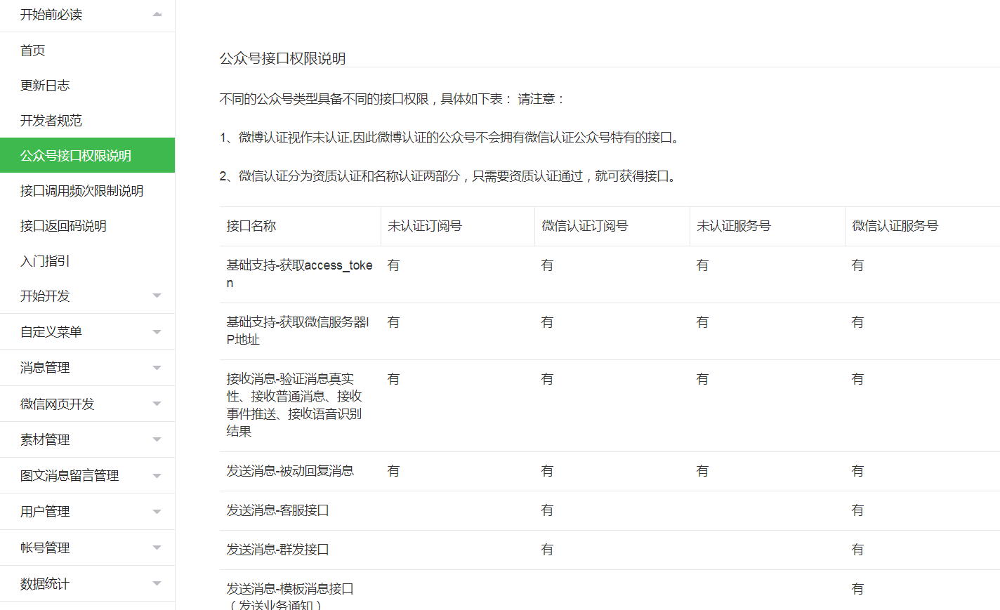 开始前必读
首页
更新日志
开发者规范
公众号接口权限说明
接口调用频次限制说明
接口返回码说明
入门指引
开始开发
自定义菜单
消息管理
微信网页开发
素材管理
图文消息留言管理
用户管理
帐号管理
数据统计
公众号接口权限说明
不同的公众号类型具备不同的接口权限，具体如下表： 请注意：
1、微博认证视作未认证,因此微博认证的公众号不会拥有微信认证公众号特有的接口。
2、微信认证分为资质认证和名称认证两部分，只需要资质认证通过，就可获得接口。
接口名称 未认证订阅号 微信认证订阅号 未认证服务号 微信认证服务号
基础支持-获取access_toke 有 有 有 有
n
基础支持-获取微信服务器I 有 有 有 有
P地址
接收消息-验证消息真实 有 有 有 有
性、接收普通消息、接收
事件推送、接收语音识别
结果
发送消息-被动回复消息 有 有 有 有
发送消息-客服接口 有 有
发送消息-群发接口 有 有
发送消息-模板消息接口 有
（发送业务通知）